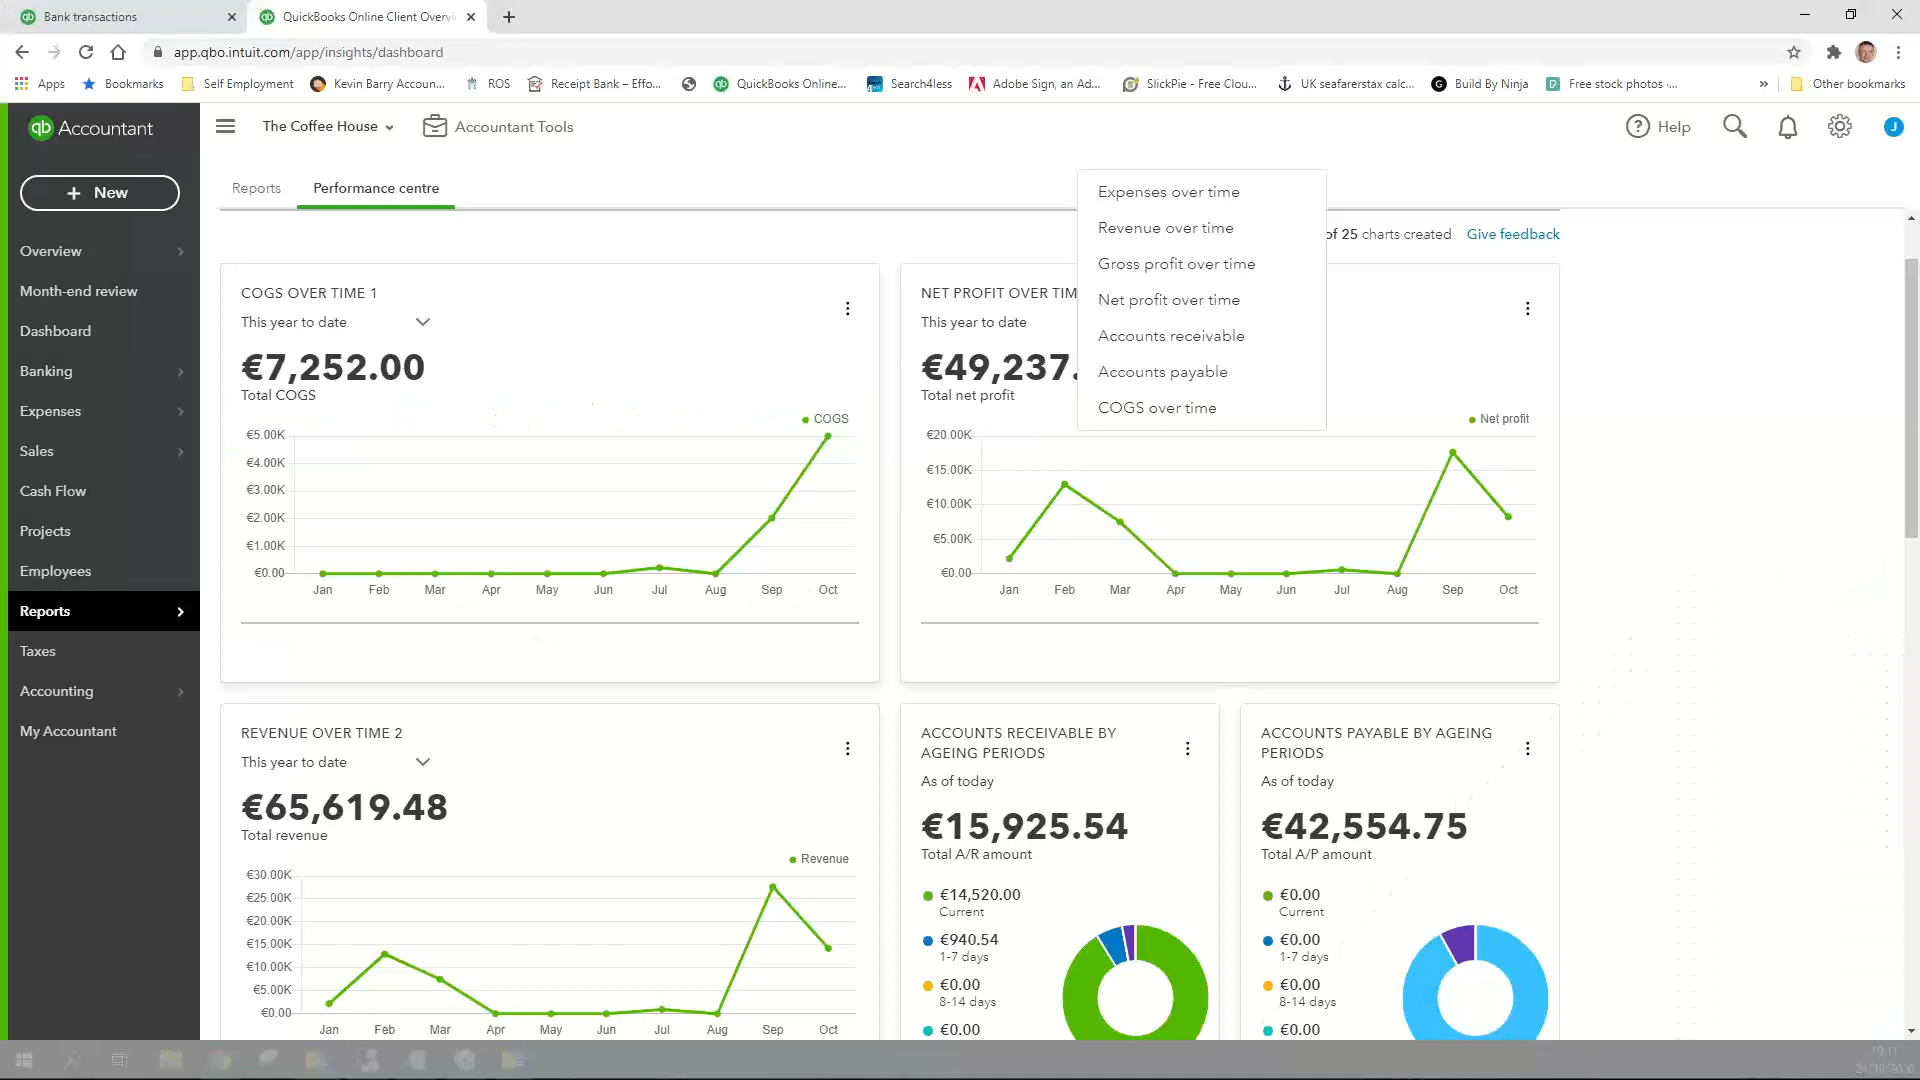 Bank transactions
QuickBooks Online Client Overvi
app.qbo.intuit.com/app/insights/dashboard
Apps
Bookmarks
Self Employment
Kevin Barry Accoun...
ROS
Receipt Bank – Effo...
QuickBooks Online...
Search4less
Adobe Sign, an Ad...
SlickPie - Free Clou...
UK seafarerstax calc...
Build By Ninja
Free stock photos -...
Other bookmarks
qb Accountant
The Coffee House
Accountant Tools
Help
J
+ New
Overview
Month-end review
Dashboard
Banking
Expenses
Sales
Cash Flow
Projects
Employees
Reports
Taxes
Accounting
My Accountant
Reports
Performance centre
Expenses over time
Revenue over time
Gross profit over time
Net profit over time
Accounts receivable
Accounts payable
COGS over time
of 25 charts created
Give feedback
COGS OVER TIME 1
This year to date
€7,252.00
Total COGS
COGS
€5.00K
€4.00K
€3.00K
€2.00K
€1.00K
€0.00
Jan Feb Mar Apr May Jun Jul Aug Sep Oct
NET PROFIT OVER TIM
This year to date
€49,237.
Total net profit
Net profit
€20.00K
€15.00K
€10.00K
€5.00K
€0.00
Jan Feb Mar Apr May Jun Jul Aug Sep Oct
REVENUE OVER TIME 2
This year to date
€65,619.48
Total revenue
Revenue
€30.00K
€25.00K
€20.00K
€15.00K
€10.00K
€5.00K
€0.00
Jan Feb Mar Apr May Jun Jul Aug Sep Oct
ACCOUNTS RECEIVABLE BY
AGEING PERIODS
As of today
€15,925.54
Total A/R amount
€14,520.00
Current
€940.54
1-7 days
€0.00
8-14 days
€0.00
ACCOUNTS PAYABLE BY AGEING
PERIODS
As of today
€42,554.75
Total A/P amount
€0.00
Current
€0.00
1-7 days
€0.00
8-14 days
€0.00